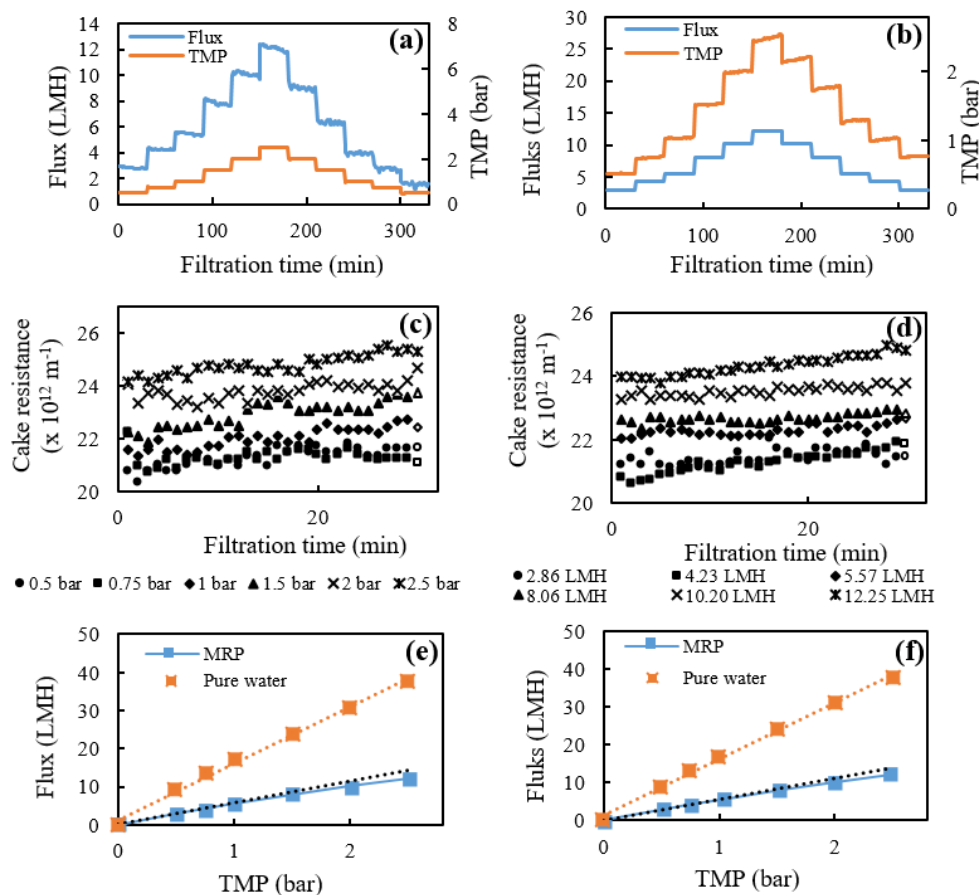 (a)
Flux
TMP
14
12
10
8
6
4
2
0
Flux (LMH)
8
6
4
2
0
TMP (bar)
0 100 200 300
Filtration time (min)
(b)
Flux
TMP
30
25
20
15
10
5
0
Fluks (LMH)
2
1
0
TMP (bar)
0 100 200 300
Filtration time (min)
(c)
26
24
22
20
Cake resistance
(x 10¹² m⁻¹)
0 20
Filtration time (min)
0.5 bar 0.75 bar 1 bar 1.5 bar 2 bar 2.5 bar
(d)
26
24
22
20
Cake resistance
(x 10¹² m⁻¹)
0 20
Filtration time (min)
2.86 LMH 4.23 LMH 5.57 LMH
8.06 LMH 10.20 LMH 12.25 LMH
(e)
MRP
Pure water
50
40
30
20
10
0
Flux (LMH)
0 1 2
TMP (bar)
(f)
MRP
Pure water
50
40
30
20
10
0
Fluks (LMH)
0 1 2
TMP (bar)